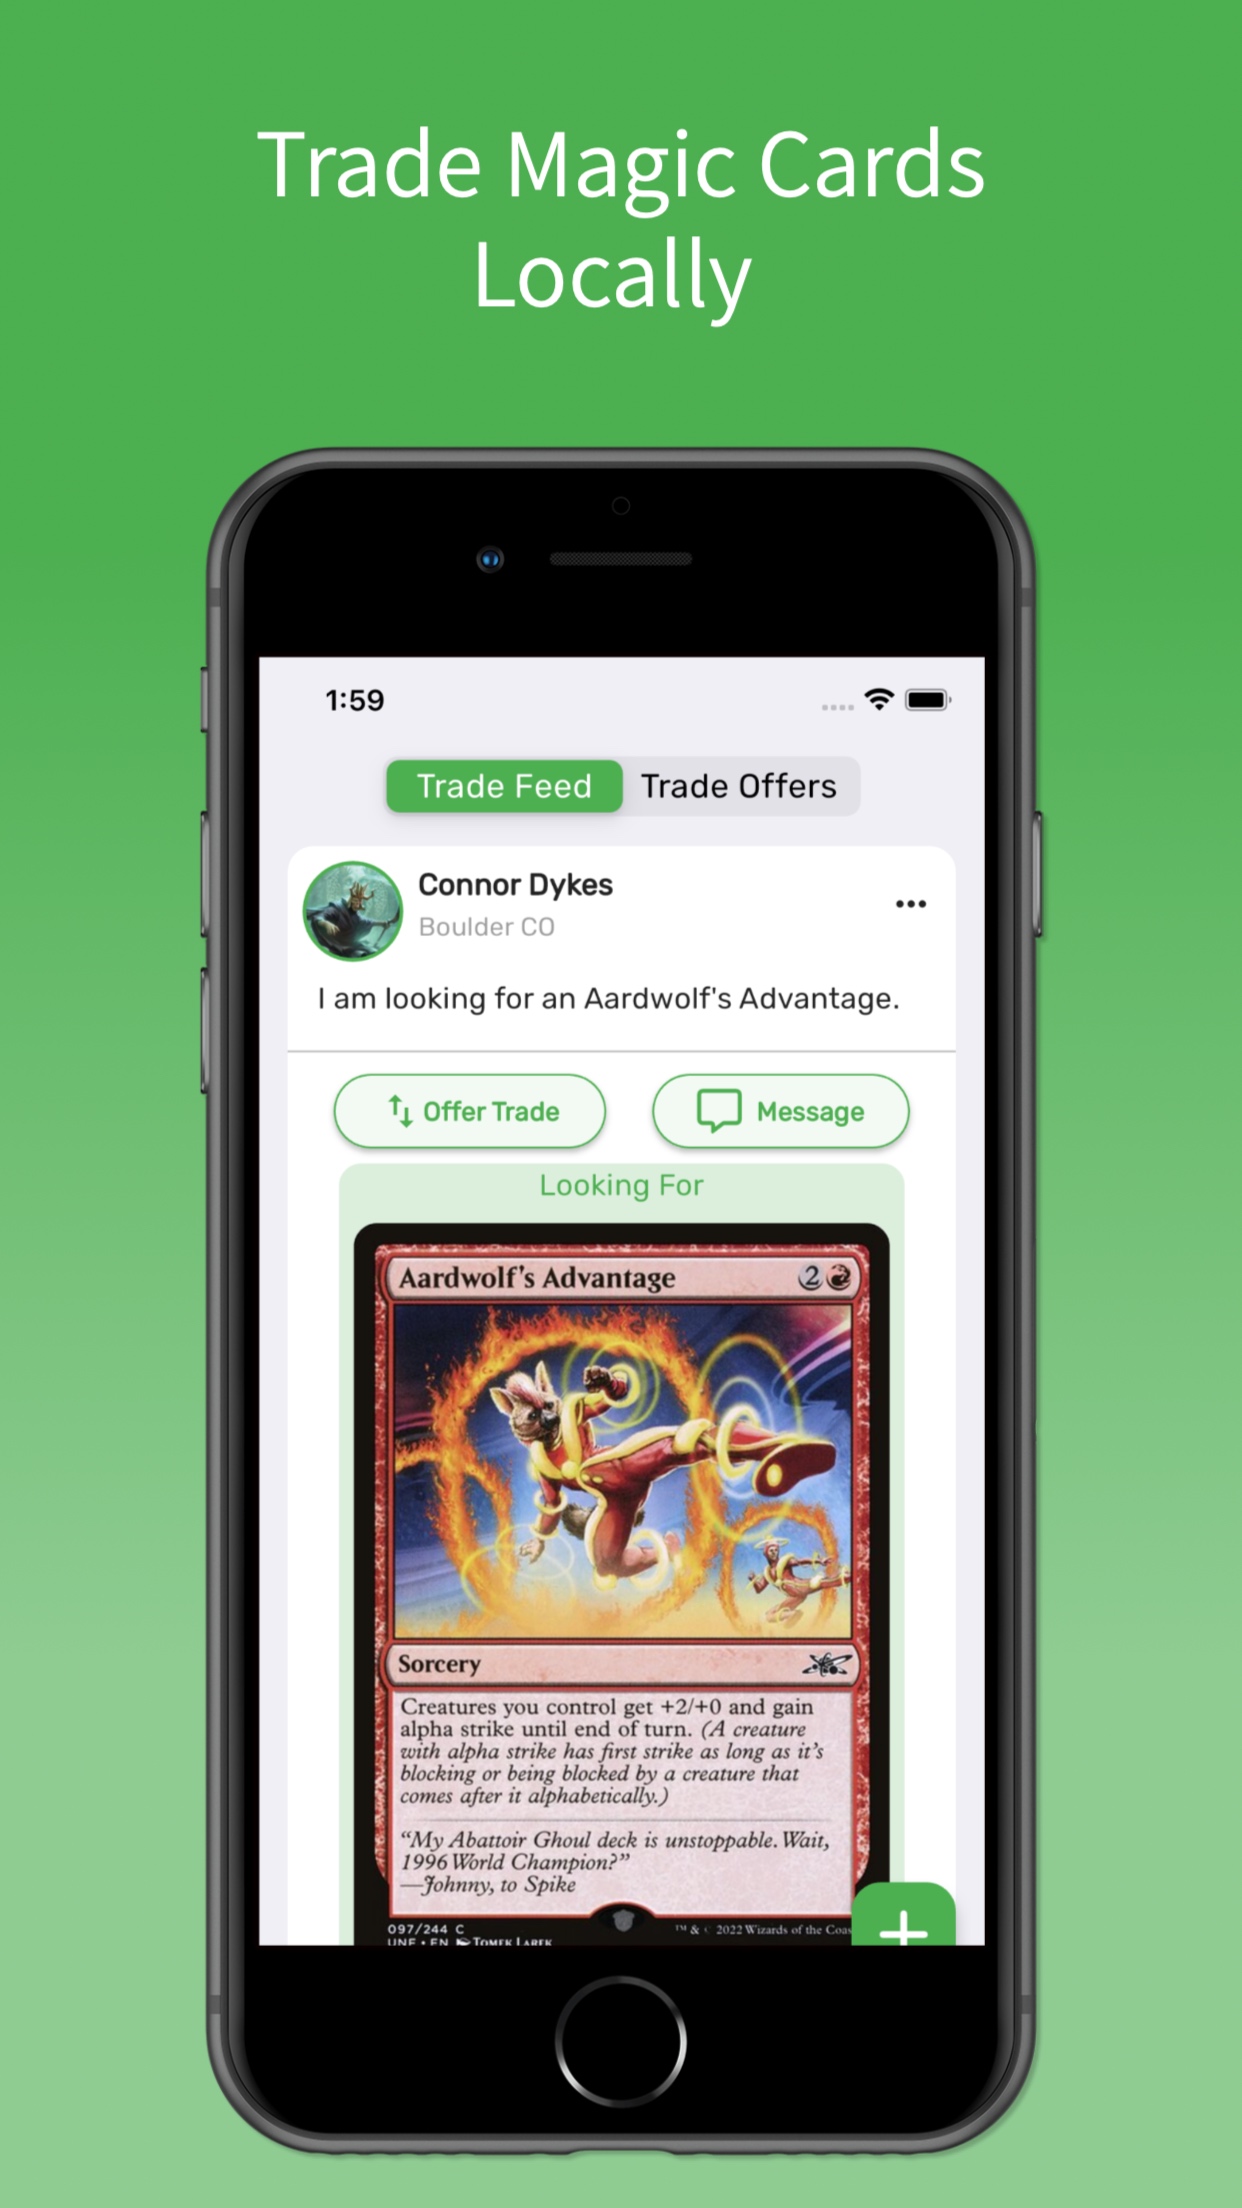 Trade Magic Cards
Locally
1:59
Trade Feed Trade Offers
Connor Dykes
Boulder CO
I am looking for an Aardwolf's Advantage.
Offer Trade Message
Looking For
Aardwolf's Advantage 2
Sorcery
Creatures you control get +2/+0 and gain
alpha strike until end of turn. (A creature
with alpha strike has first strike as long as it's
blocking or being blocked by a creature that
comes after it alphabetically.)
“My Abattoir Ghoul deck is unstoppable. Wait,
1996 World Champion?”
—Johnny, to Spike
097/244 C
™ & © 2022 Wizards of the Coas
UNF • EN Tomek Larek